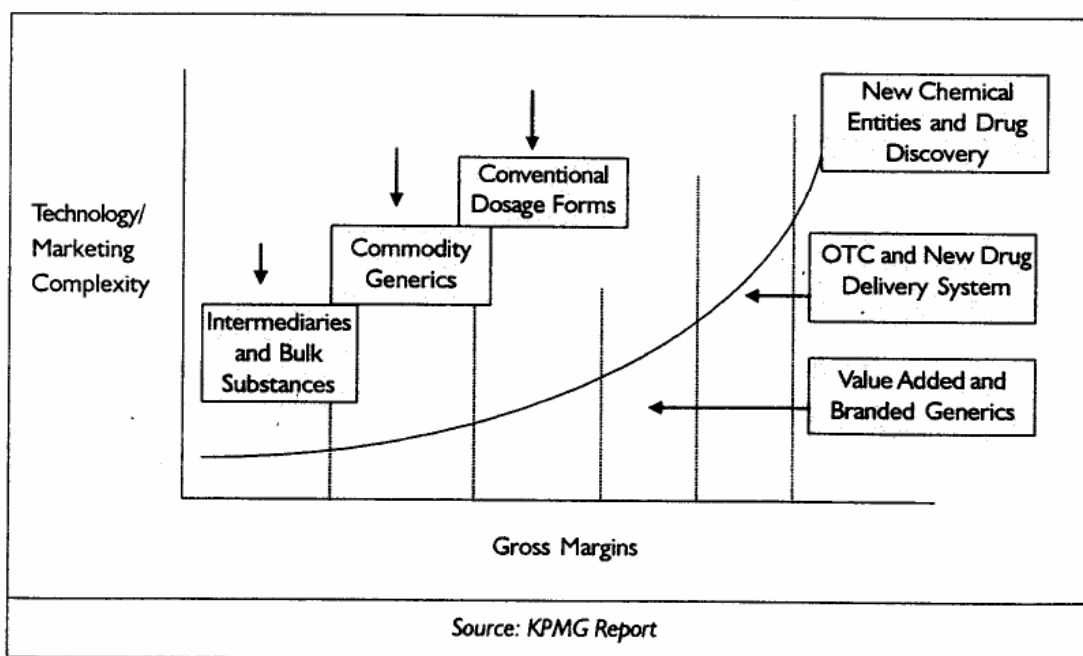 New Chemical
Entities and Drug
Discovery
Conventional
Dosage Forms
Technology/
Marketing
Complexity
Commodity
Generics
OTC and New Drug
Delivery System
Intermediaries
and Bulk
Substances
Value Added and
Branded Generics
Gross Margins
Source: KPMG Report